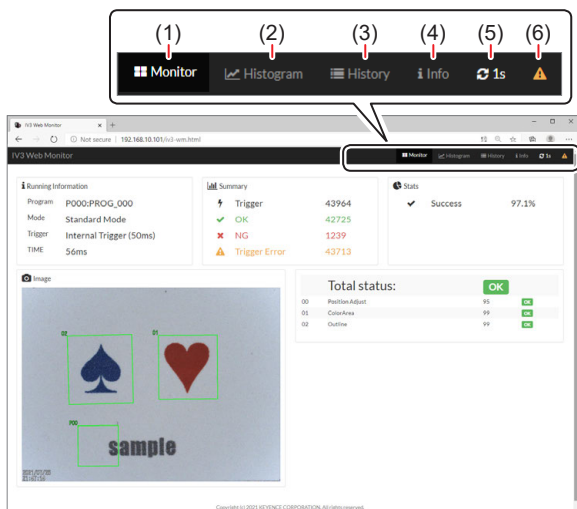 (1) (2) (3) (4) (5) (6)
Monitor Histogram History Info 1s
IV3 Web Monitor
Not secure | 192.168.10.101/iv3-wm.html
IV3 Web Monitor Monitor Histogram History Info 1s
Running Information
Program P000:PROG_000
Mode Standard Mode
Trigger Internal Trigger (50ms)
TIME 56ms
Summary
Trigger 43964
OK 42725
NG 1239
Trigger Error 43713
Stats
Success 97.1%
Image
02 01
P00
sample
Total status: OK
00 Position Adjust 95 OK
01 ColorArea 99 OK
02 Outline 99 OK
Copyright (c) 2021 KEYENCE CORPORATION. All rights reserved.